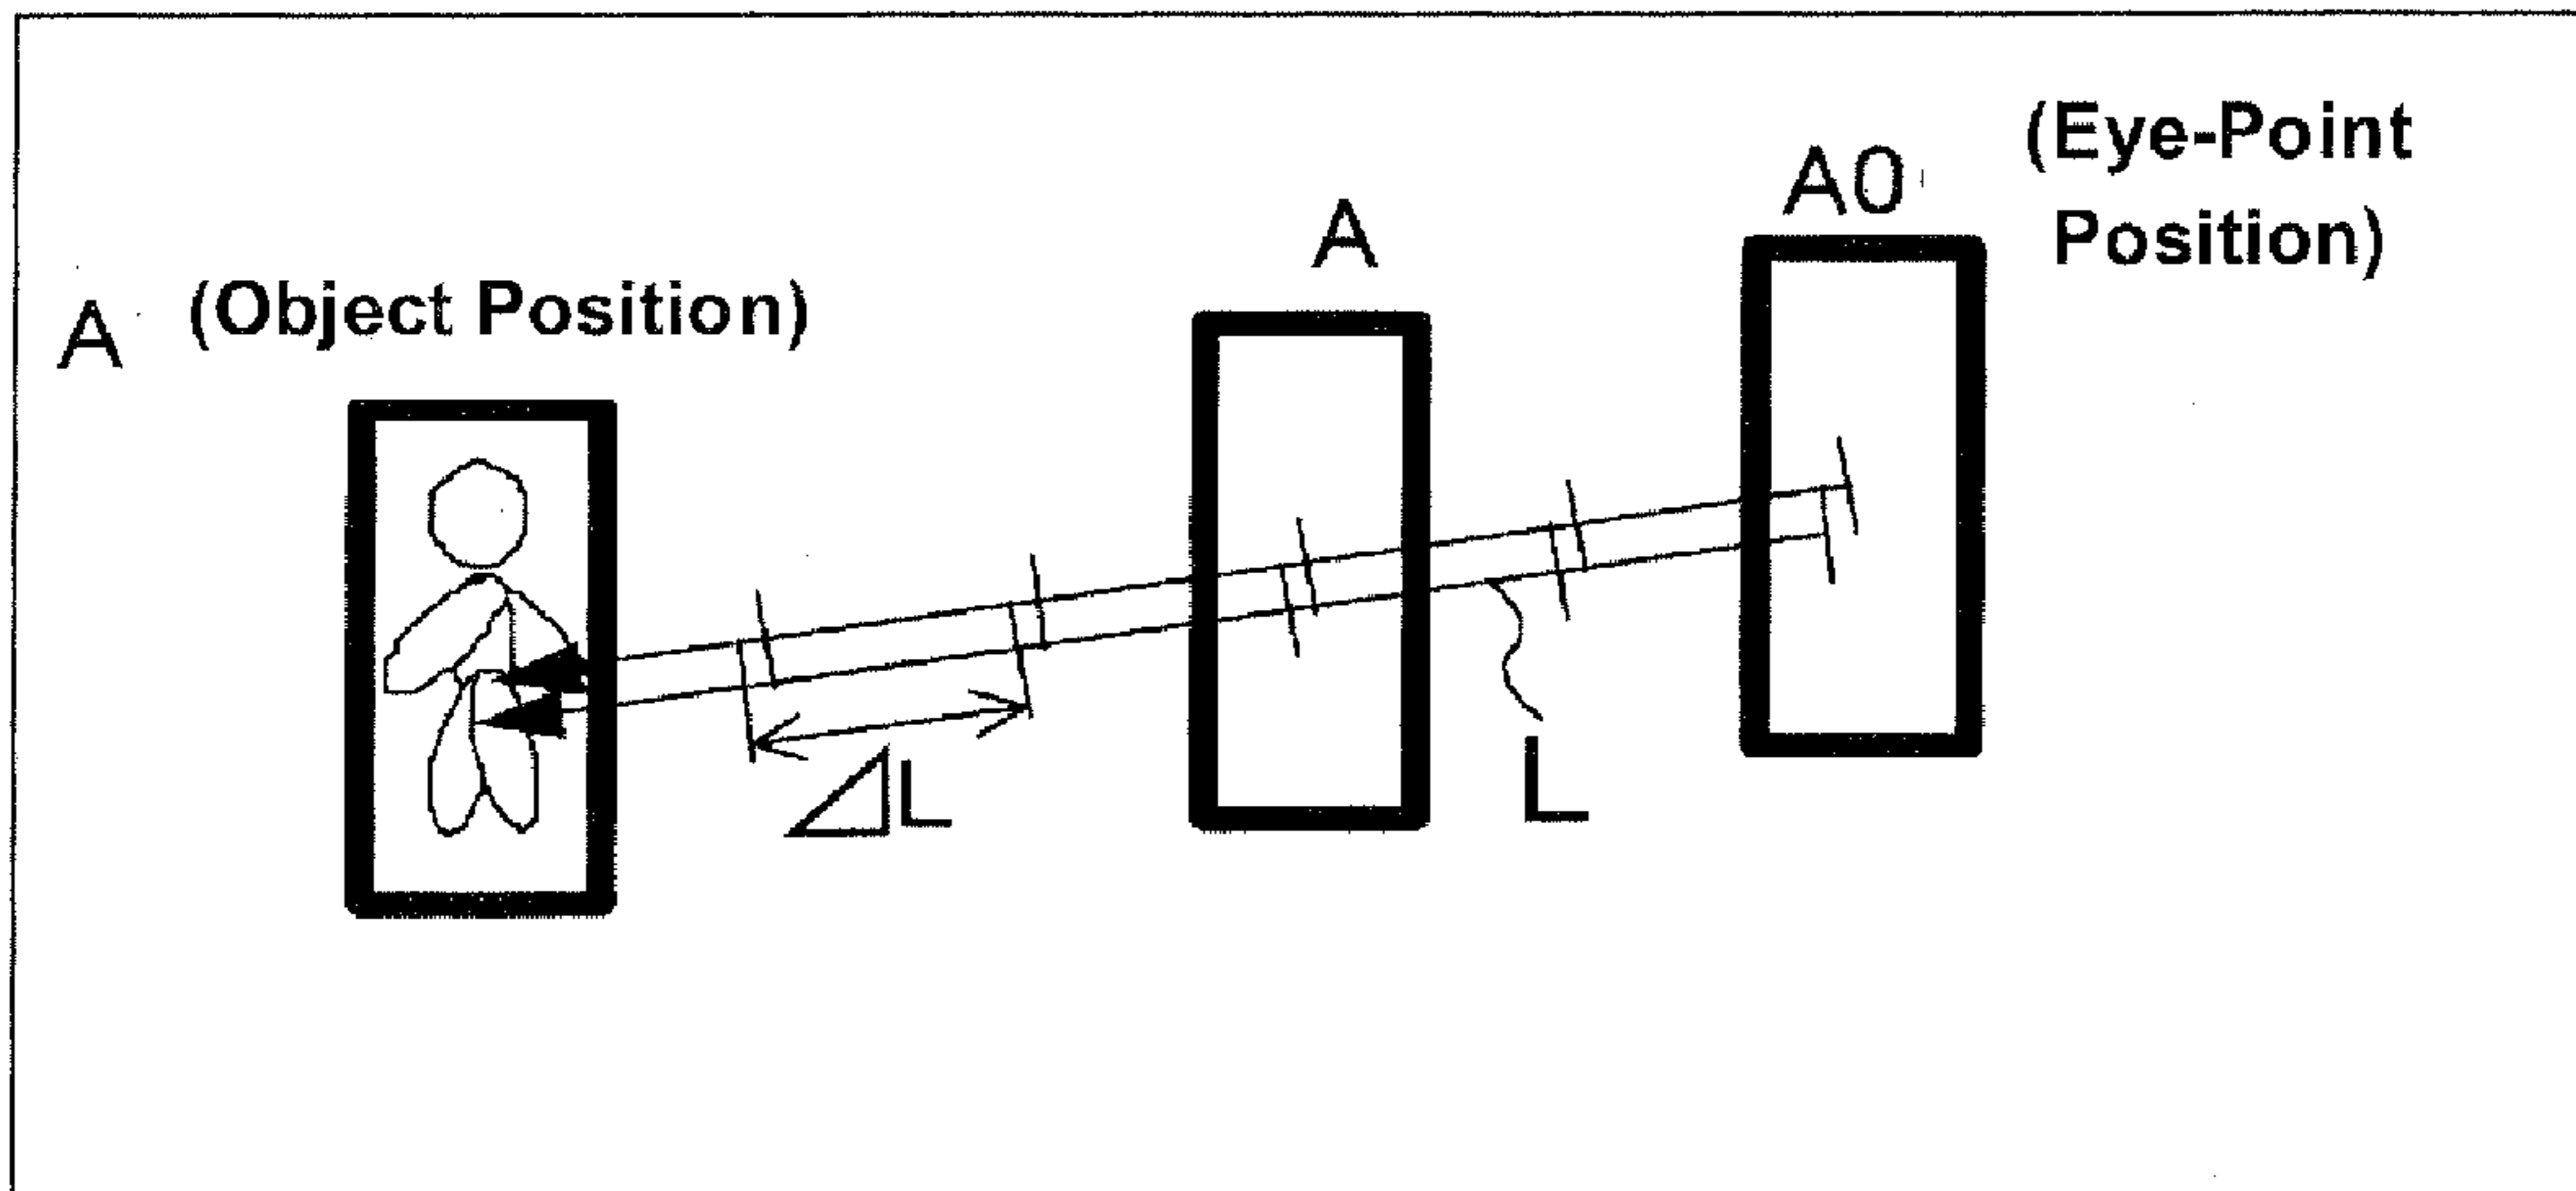 (Eye-Point
Position)
A0
A
A (Object Position)
⊿L
L